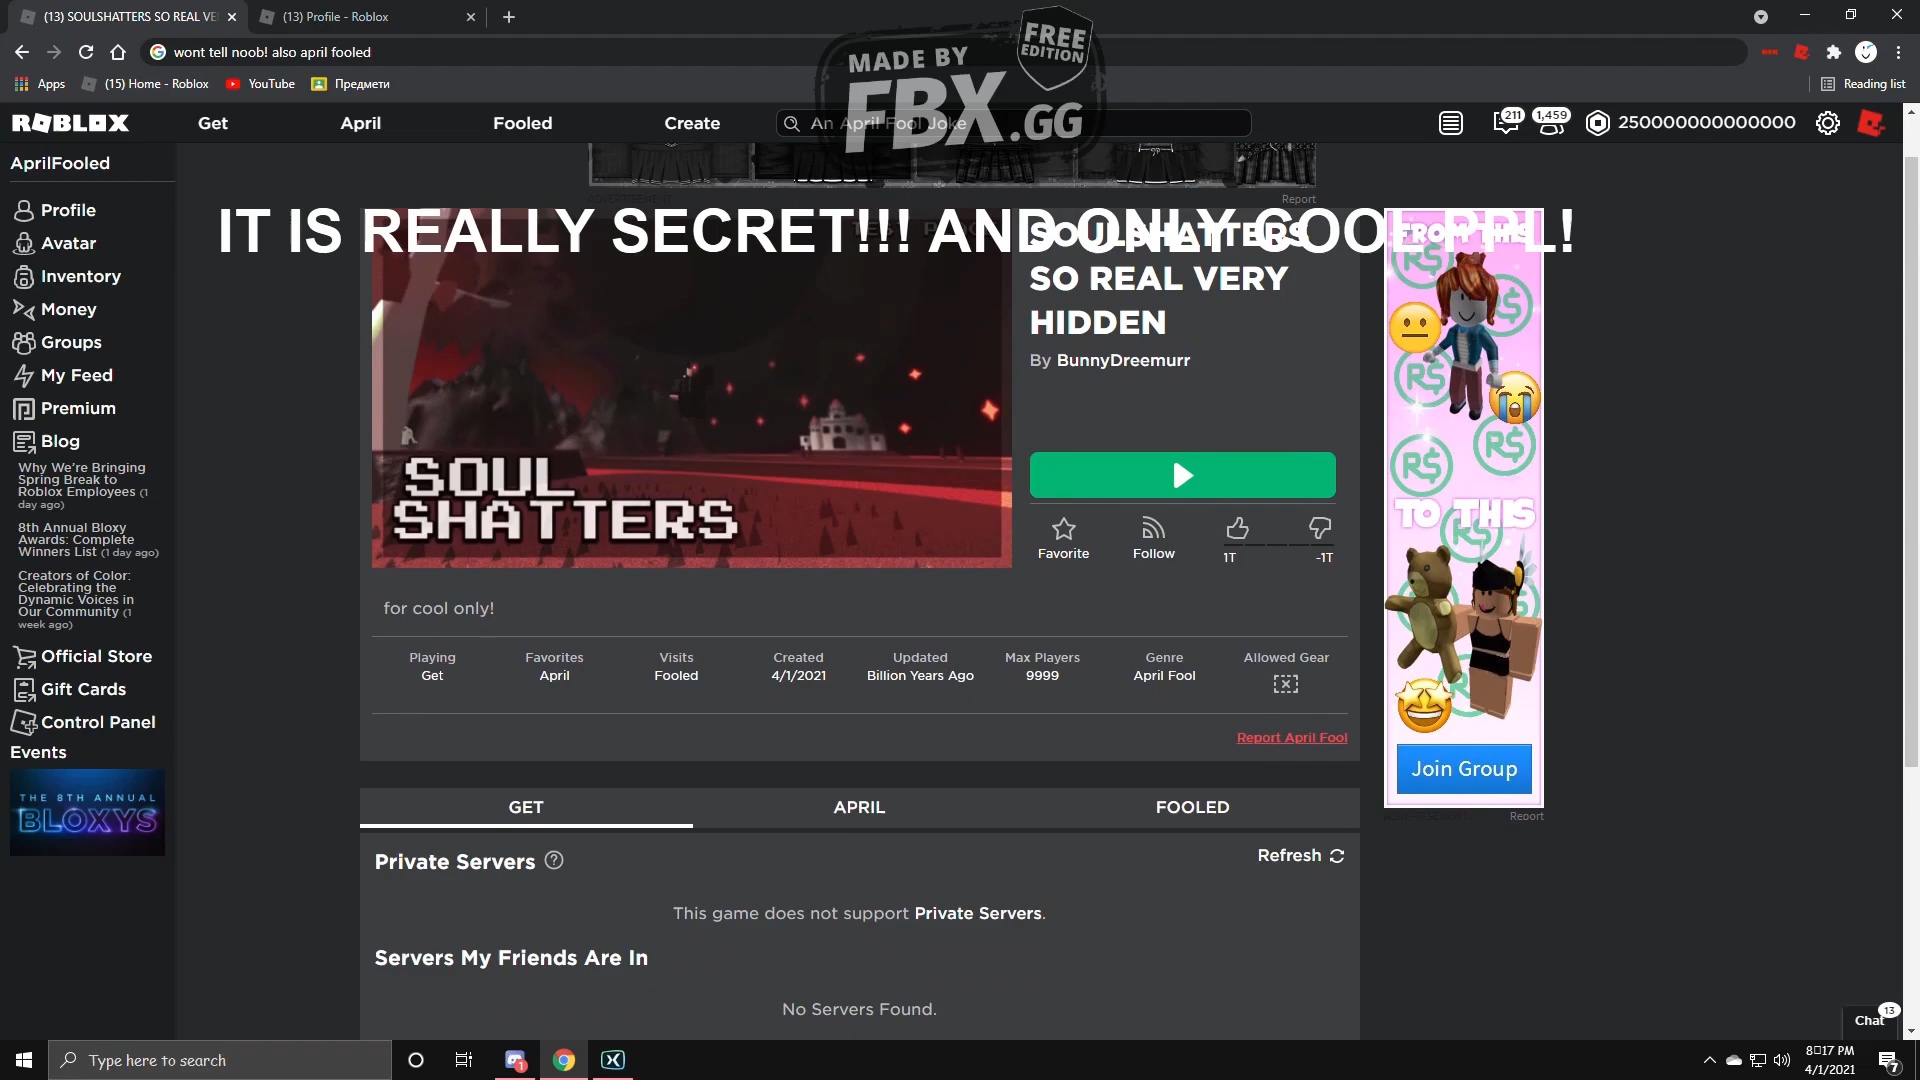 (13) SOULSHATTERS SO REAL VE
(13) Profile - Roblox
wont tell noob! also april fooled
Apps
(15) Home - Roblox
YouTube
Предмети
Reading list
MADE BY
FBX.GG
FREE
EDITION
ROBLOX
Get
April
Fooled
Create
An April Fool Joke
211
1,459
250000000000000
AprilFooled
Profile
Avatar
Inventory
Money
Groups
My Feed
Premium
Blog
Why We're Bringing
Spring Break to
Roblox Employees (1
day ago)
8th Annual Bloxy
Awards: Complete
Winners List (1 day ago)
Creators of Color:
Celebrating the
Dynamic Voices in
Our Community (1
week ago)
Official Store
Gift Cards
Control Panel
Events
THE 8TH ANNUAL
BLOXYS
ADVERTISEMENT
Report
IT IS REALLY SECRET!!! AND ONLY COOL PPL!
SOUL
SHATTERS
SOULSHATTERS
SO REAL VERY
HIDDEN
By BunnyDreemurr
Favorite
Follow
1T
-1T
for cool only!
Playing
Get
Favorites
April
Visits
Fooled
Created
4/1/2021
Updated
Billion Years Ago
Max Players
9999
Genre
April Fool
Allowed Gear
Report April Fool
GET
APRIL
FOOLED
Private Servers
Refresh
This game does not support Private Servers.
Servers My Friends Are In
No Servers Found.
FROM THIS
TO THIS
Join Group
ADVERTISEMENT
Report
Chat
13
Type here to search
1
8:17 PM
4/1/2021
7